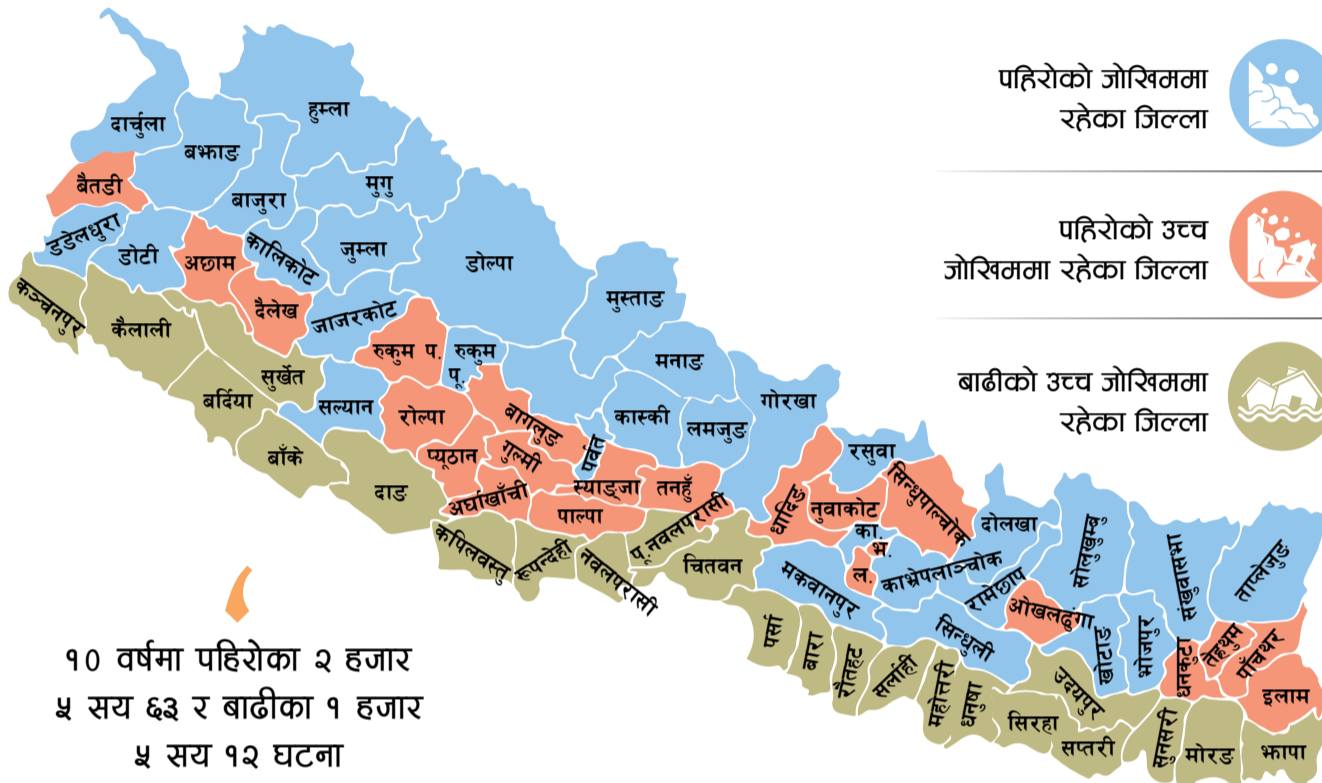 पहिरोको जोखिममा
रहेका जिल्ला
पहिरोको उच्च
जोखिममा रहेका जिल्ला
बाढीको उच्च जोखिममा
रहेका जिल्ला
दार्चुला
बझाङ
हुम्ला
बैतडी
बाजुरा
मुगु
डडेलधुरा
डोटी
अछाम
कालिकोट
जुम्ला
डोल्पा
कञ्चनपुर
कैलाली
दैलेख
जाजरकोट
मुस्ताङ
रुकुम प.
रुकुम
पू.
मनाङ
सुर्खेत
बर्दिया
सल्यान
रोल्पा
बागलुङ
कास्की
लमजुङ
गोरखा
बाँके
प्यूठान
गुल्मी
पर्वत
रसुवा
दाङ
अर्घाखाँची
स्याङ्जा
तनहुँ
पाल्पा
धादिङ
नुवाकोट
सिन्धुपाल्चोक
दोलखा
सोलुखुम्बु
संखुवासभा
ताप्लेजुङ
कपिलवस्तु
रूपन्देही
नवलपरासी
पू. नवलपरासी
चितवन
का.
भ.
ल.
काभ्रेपलाञ्चोक
रामेछाप
ओखलढुंगा
मकवानपुर
सिन्धुली
खोटाङ
भोजपुर
धनकुटा
तेह्रथुम
पाँचथर
इलाम
पर्सा
बारा
रौतहट
सर्लाही
महोत्तरी
धनुषा
सिरहा
उदयपुर
सप्तरी
सुनसरी
मोरङ
झापा
१० वर्षमा पहिरोका २ हजार
५ सय ६३ र बाढीका १ हजार
५ सय १२ घटना